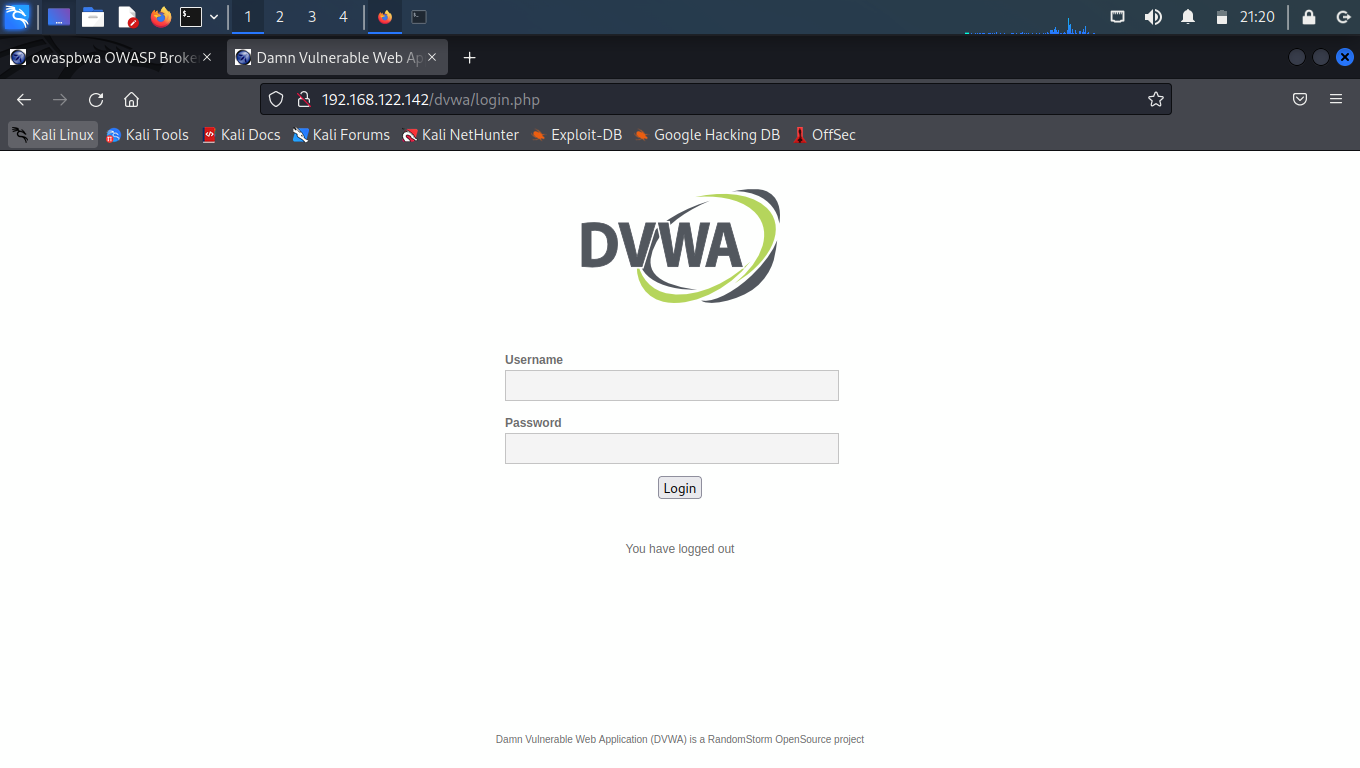 1 2 3 4 21:20
owaspbwa OWASP Broke Damn Vulnerable Web Ap
192.168.122.142/dvwa/login.php
Kali Linux Kali Tools Kali Docs Kali Forums Kali NetHunter Exploit-DB Google Hacking DB OffSec
DVWA
Username
Password
Login
You have logged out
Damn Vulnerable Web Application (DVWA) is a RandomStorm OpenSource project